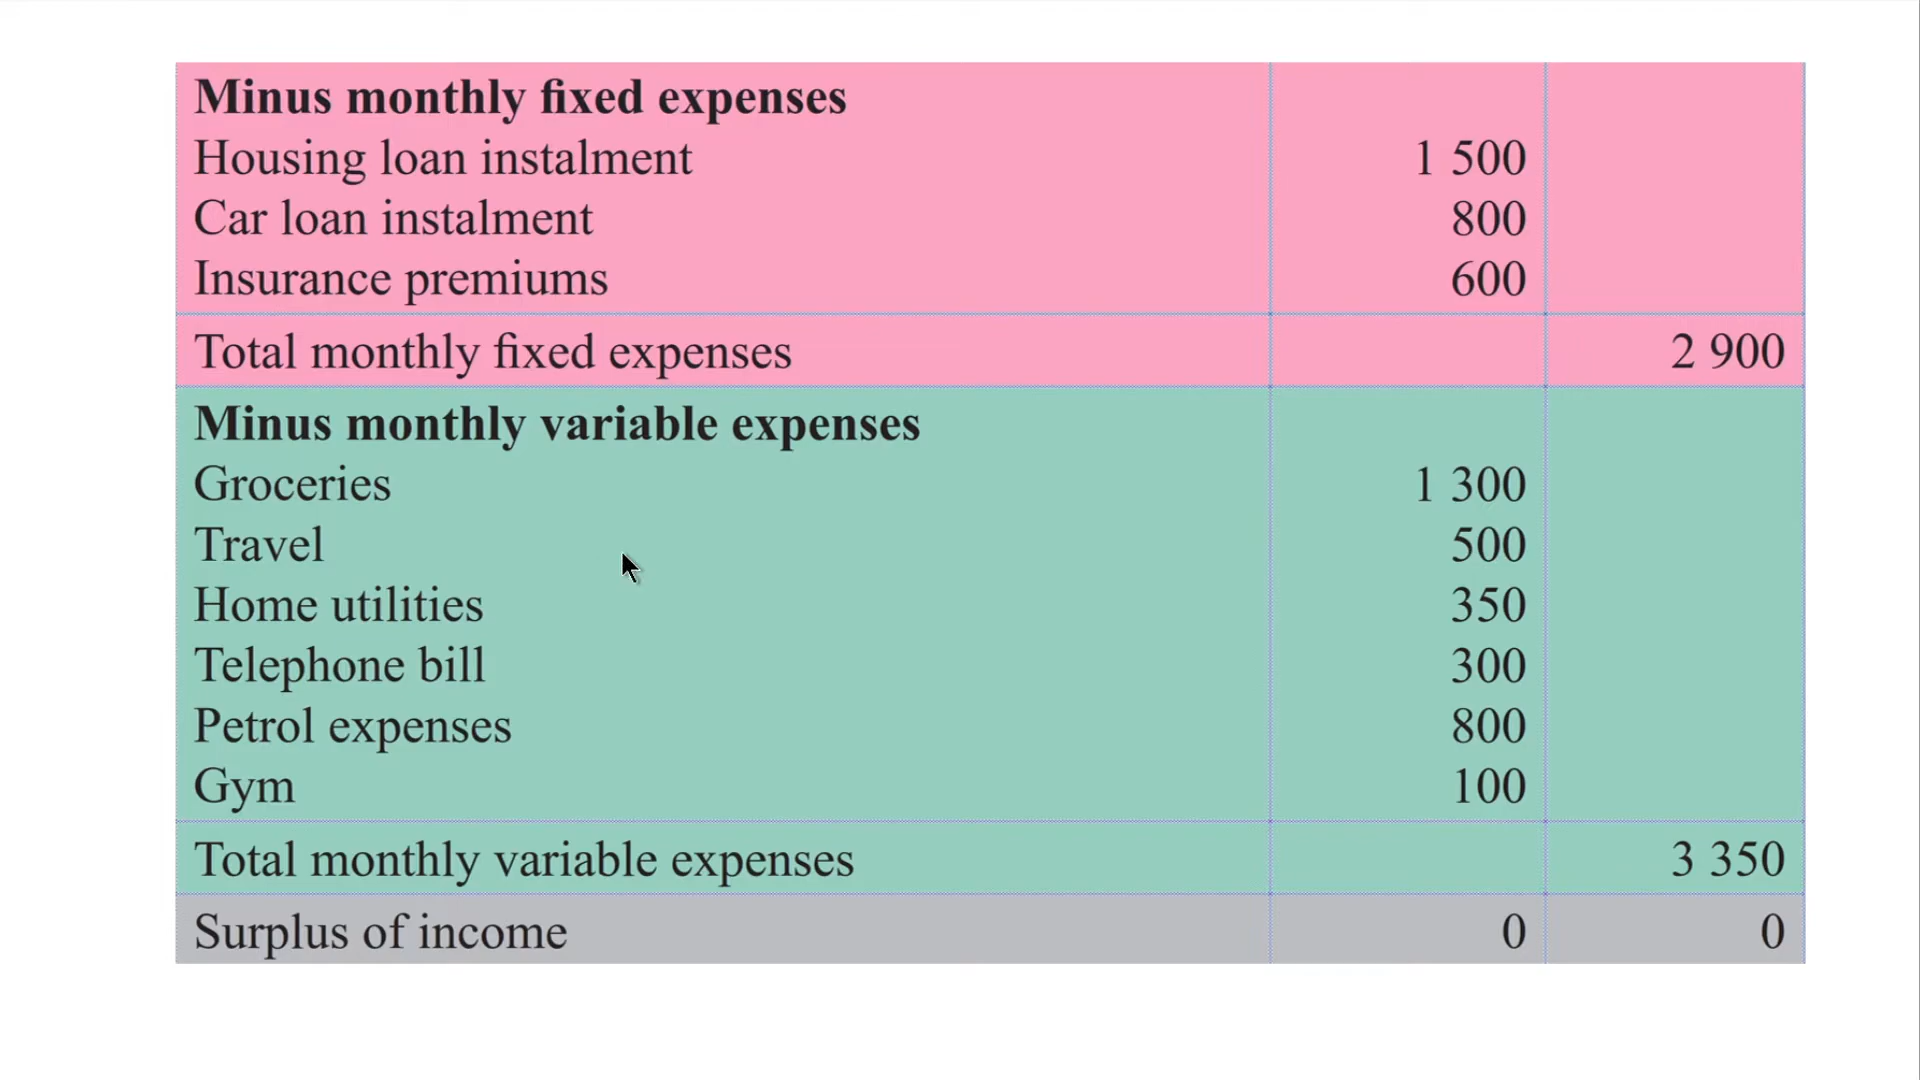 Minus monthly fixed expenses
Housing loan instalment 1 500
Car loan instalment 800
Insurance premiums 600
Total monthly fixed expenses 2 900
Minus monthly variable expenses
Groceries 1 300
Travel 500
Home utilities 350
Telephone bill 300
Petrol expenses 800
Gym 100
Total monthly variable expenses 3 350
Surplus of income 0 0